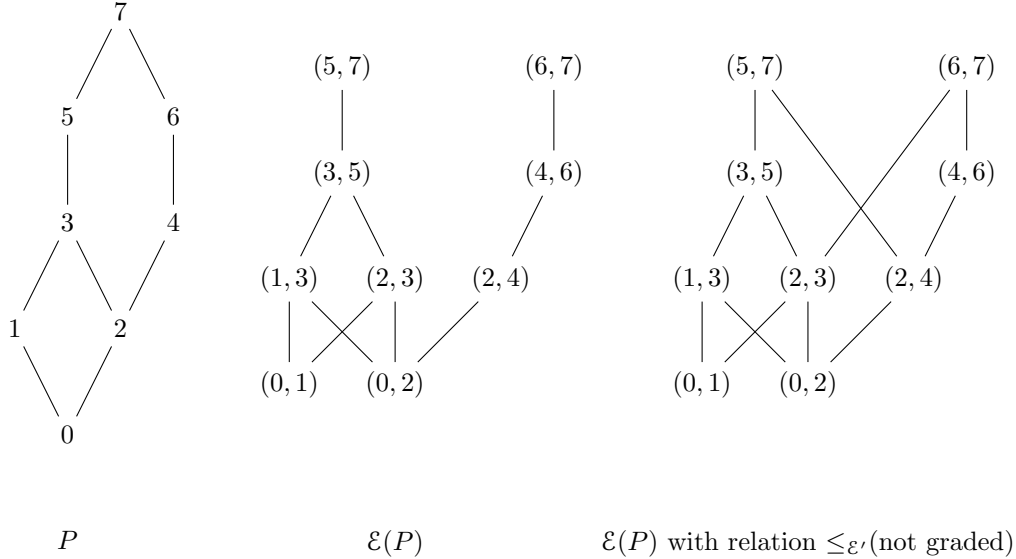 7
(5, 7) (6, 7) (5, 7) (6, 7)
5 6
(3, 5) (4, 6) (3, 5) (4, 6)
3 4
(1, 3) (2, 3) (2, 4) (1, 3) (2, 3) (2, 4)
1 2
(0, 1) (0, 2) (0, 1) (0, 2)
0
P ℰ(P) ℰ(P) with relation ≤ℰ′(not graded)